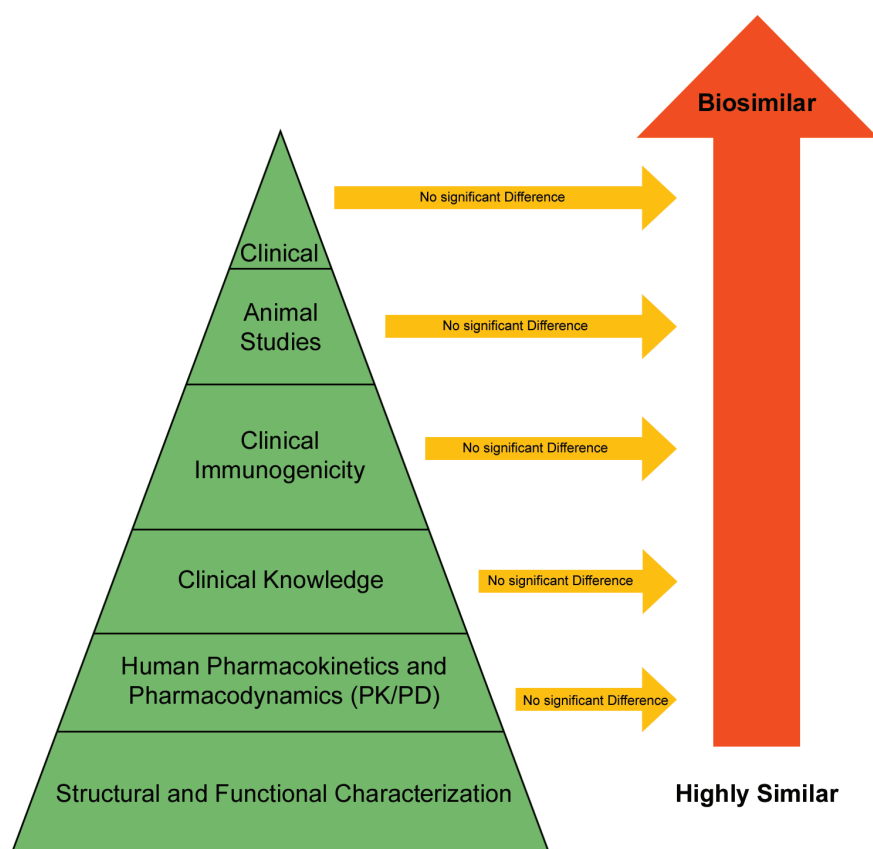 Biosimilar
No significant Difference
Clinical
Animal
Studies
No significant Difference
Clinical
Immunogenicity
No significant Difference
Clinical Knowledge
No significant Difference
Human Pharmacokinetics and
Pharmacodynamics (PK/PD)
No significant Difference
Structural and Functional Characterization
Highly Similar